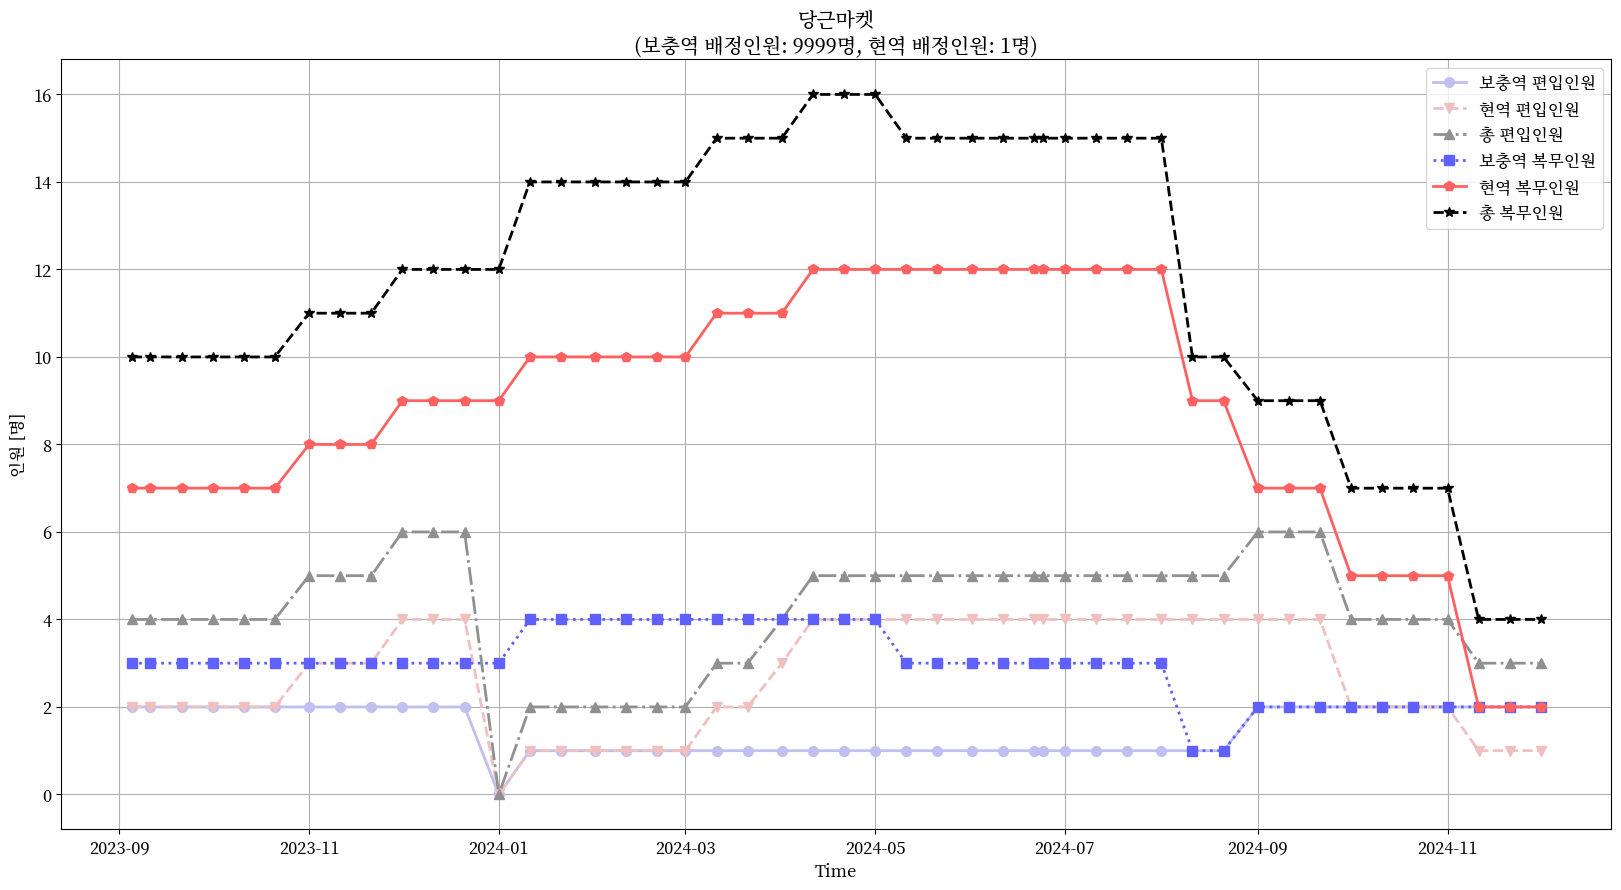 당근마켓
(보충역 배정인원: 9999명, 현역 배정인원: 1명)
보충역 편입인원
현역 편입인원
총 편입인원
보충역 복무인원
현역 복무인원
총 복무인원
인원 [명]
16
14
12
10
8
6
4
2
0
2023-09
2023-11
2024-01
2024-03
2024-05
2024-07
2024-09
2024-11
Time